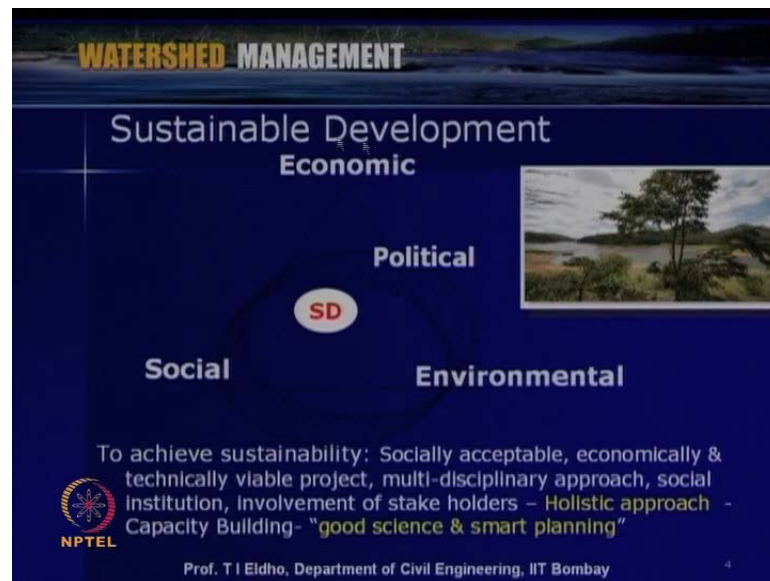 WATERSHED MANAGEMENT
Sustainable Development
Economic
Political
SD
Social
Environmental
To achieve sustainability: Socially acceptable, economically &
technically viable project, multi-disciplinary approach, social
institution, involvement of stake holders – Holistic approach -
Capacity Building- “good science & smart planning”
NPTEL
Prof. T I Eldho, Department of Civil Engineering, IIT Bombay
4